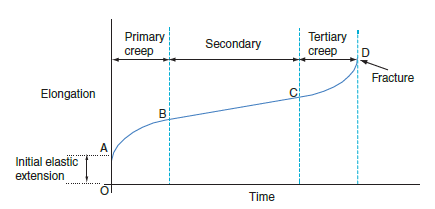 Primary
creep
Secondary
Tertiary
creep
D
Fracture
C
Elongation
B
A
Initial elastic
extension
O
Time